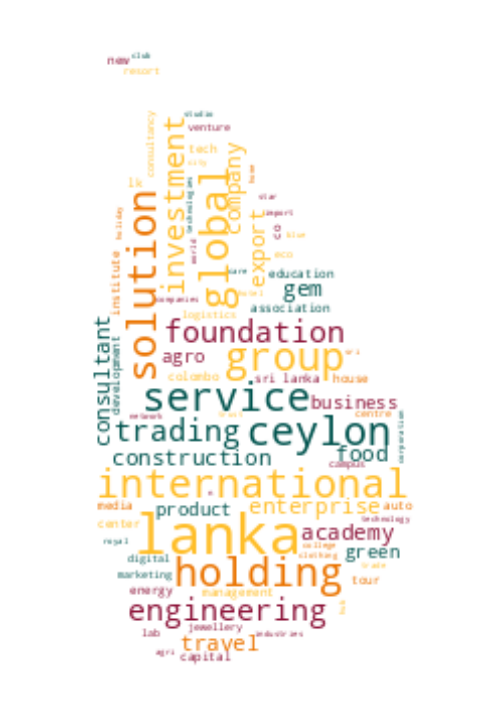 club
new
resort
studio
venture
consultancy
investment
tech
city
company
global
home
lk
solution
technologies
star
import
holiday
export
co
blue
world
eco
institute
care
education
gem
hotel
companies
association
logistics
consultant
development
foundation
agro
group
sri
colombo
sri lanka
house
service
business
network
trust
centre
trading
ceylon
corporation
construction
food
campus
international
media
product
enterprise
auto
center
technology
lanka
academy
royal
college
green
digital
clothing
trade
marketing
holding
tour
energy
management
engineering
lab
jewellery
industries
travel
agri
capital